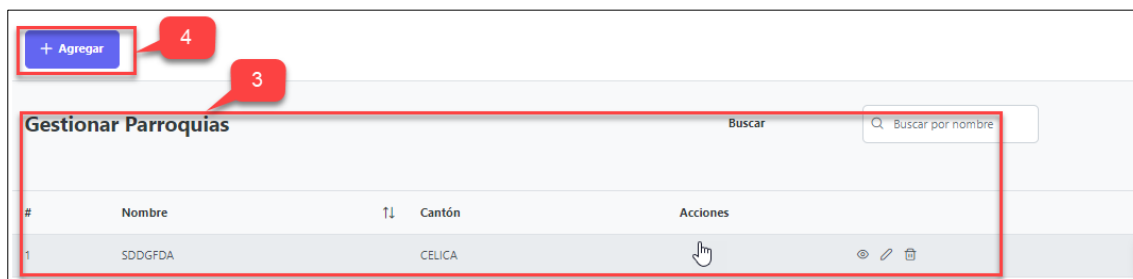 + Agregar
4
3
Gestionar Parroquias Buscar Buscar por nombre
# Nombre Cantón Acciones
1 SDDGFDA CELICA